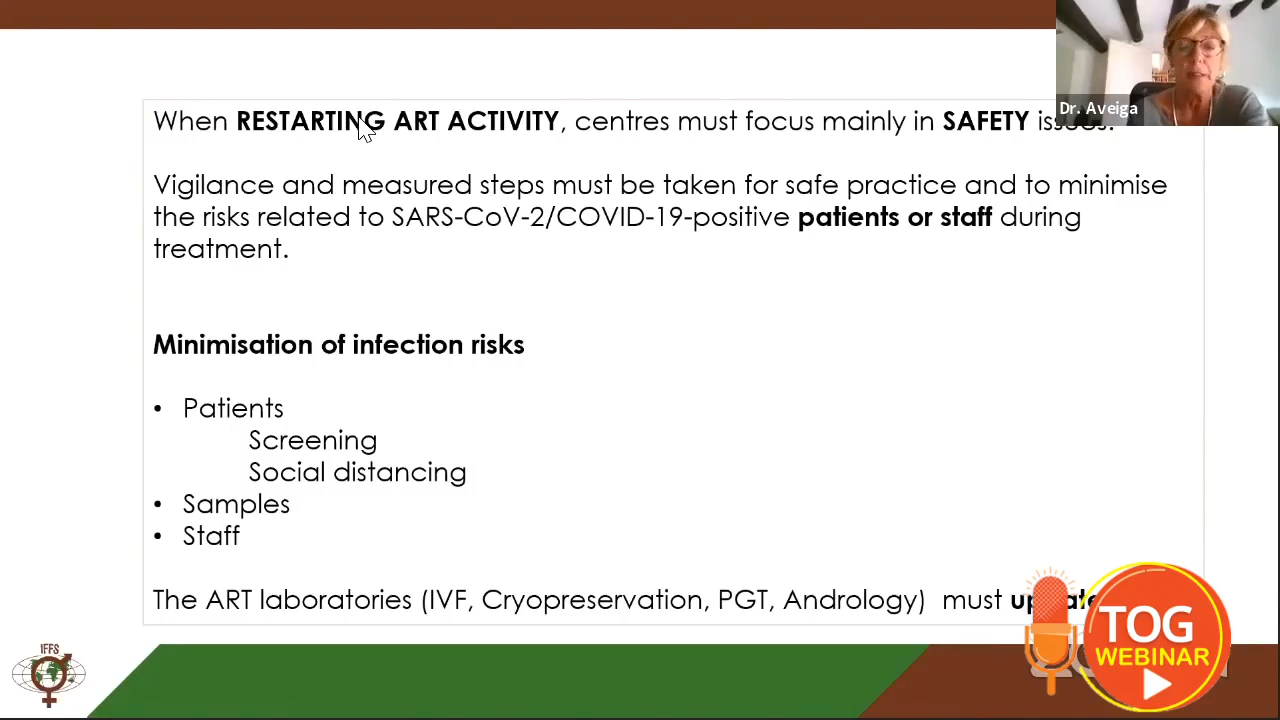 When RESTARTING ART ACTIVITY, centres must focus mainly in SAFETY issues.
Dr. Aveiga
Vigilance and measured steps must be taken for safe practice and to minimise
the risks related to SARS-CoV-2/COVID-19-positive patients or staff during
treatment.
Minimisation of infection risks
• Patients
Screening
Social distancing
• Samples
• Staff
The ART laboratories (IVF, Cryopreservation, PGT, Andrology) must update
IFFS
TOG
WEBINAR